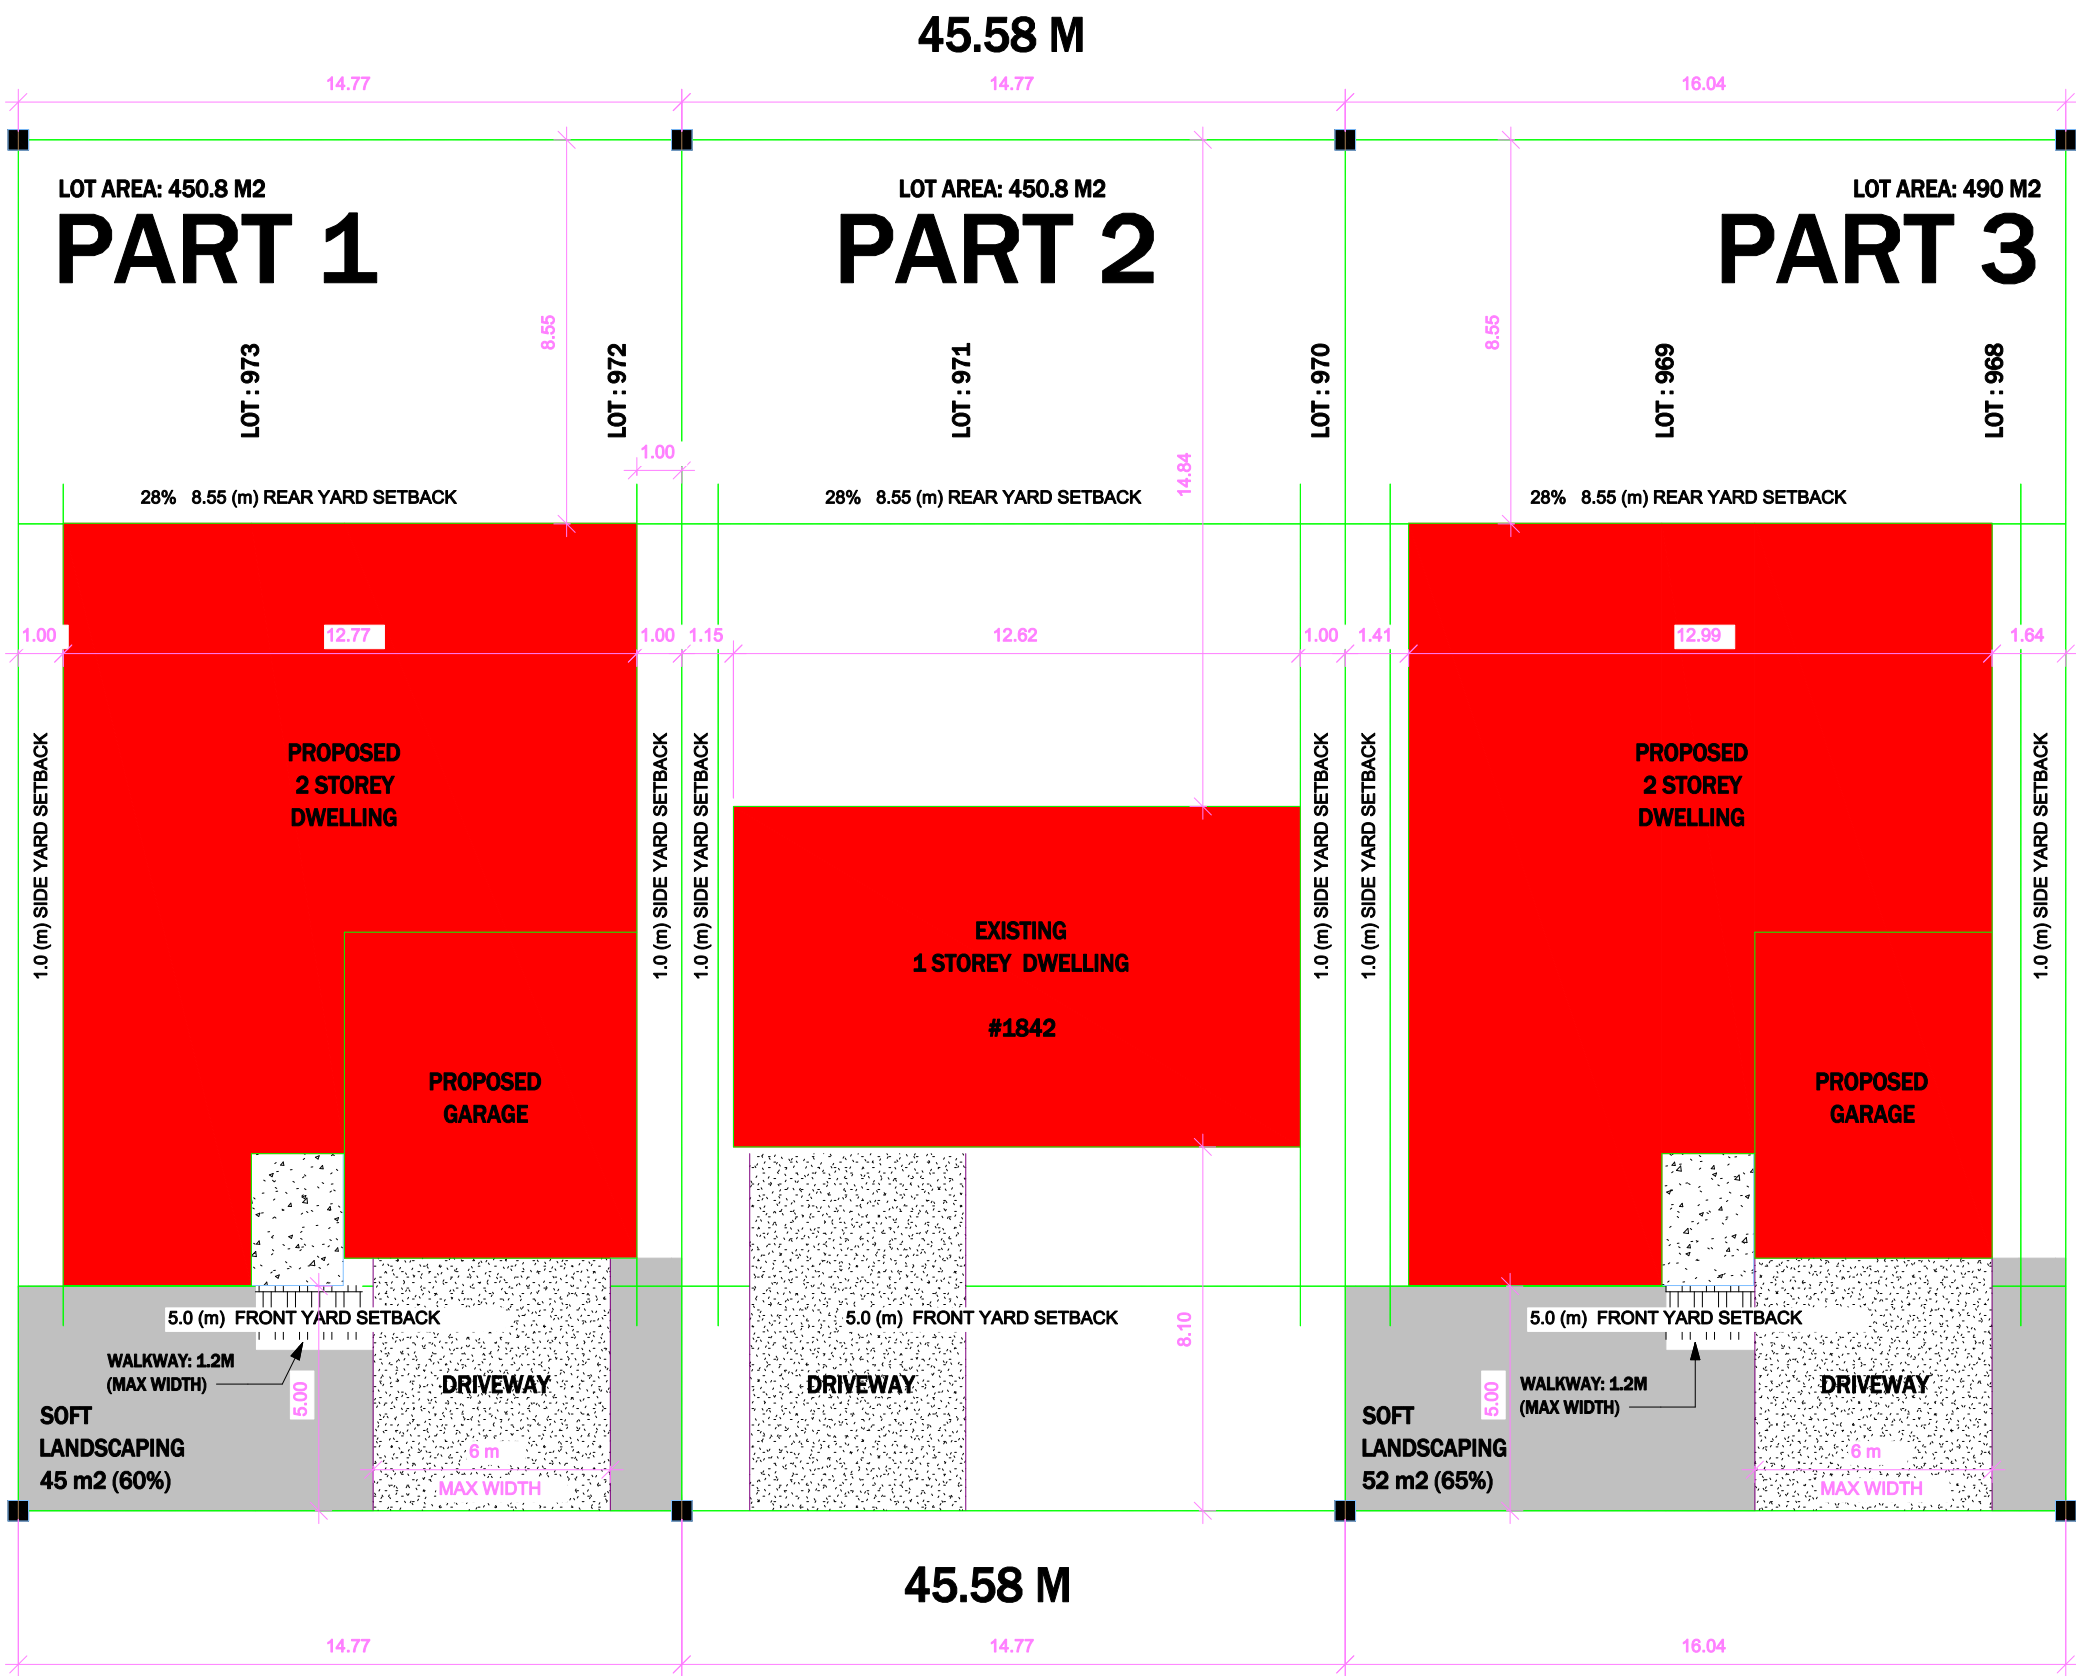 45.58 M
14.77
14.77
16.04
LOT AREA: 450.8 M2
PART 1
LOT AREA: 450.8 M2
PART 2
LOT AREA: 490 M2
PART 3
8.55
8.55
LOT : 973
LOT : 972
LOT : 971
LOT : 970
LOT : 969
LOT : 968
1.00
14.84
28% 8.55 (m) REAR YARD SETBACK
28% 8.55 (m) REAR YARD SETBACK
28% 8.55 (m) REAR YARD SETBACK
1.00
12.77
1.00
1.15
12.62
1.00
1.41
12.99
1.64
1.0 (m) SIDE YARD SETBACK
PROPOSED
2 STOREY
DWELLING
1.0 (m) SIDE YARD SETBACK
1.0 (m) SIDE YARD SETBACK
EXISTING
1 STOREY DWELLING
#1842
1.0 (m) SIDE YARD SETBACK
1.0 (m) SIDE YARD SETBACK
PROPOSED
2 STOREY
DWELLING
1.0 (m) SIDE YARD SETBACK
PROPOSED
GARAGE
PROPOSED
GARAGE
5.0 (m) FRONT YARD SETBACK
5.0 (m) FRONT YARD SETBACK
8.10
5.0 (m) FRONT YARD SETBACK
WALKWAY: 1.2M
(MAX WIDTH)
5.00
DRIVEWAY
DRIVEWAY
5.00
WALKWAY: 1.2M
(MAX WIDTH)
DRIVEWAY
SOFT
LANDSCAPING
45 m2 (60%)
6 m
MAX WIDTH
SOFT
LANDSCAPING
52 m2 (65%)
6 m
MAX WIDTH
45.58 M
14.77
14.77
16.04